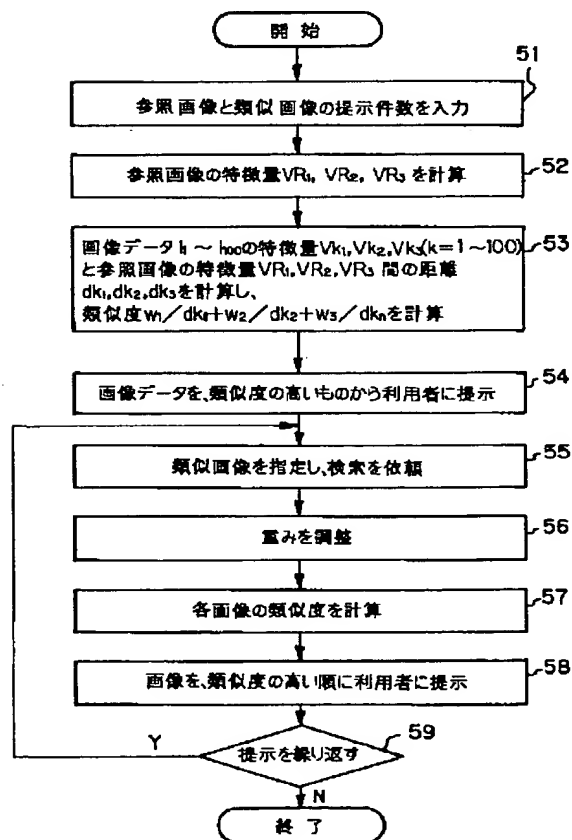 開始
51
参照画像と類似画像の提示件数を入力
52
参照画像の特徴量VR₁, VR₂, VR₃を計算
53
画像データI₁～I₁₀₀の特徴量Vk₁,Vk₂,Vk₃(k=1～100)
と参照画像の特徴量VR₁,VR₂,VR₃間の距離
dk₁,dk₂,dk₃を計算し、
類似度w₁/dk₁+w₂/dk₂+w₃/dkₙを計算
54
画像データを、類似度の高いものから利用者に提示
55
類似画像を指定し、検索を依頼
56
重みを調整
57
各画像の類似度を計算
58
画像を、類似度の高い順に利用者に提示
59
Y
提示を繰り返す
N
終了